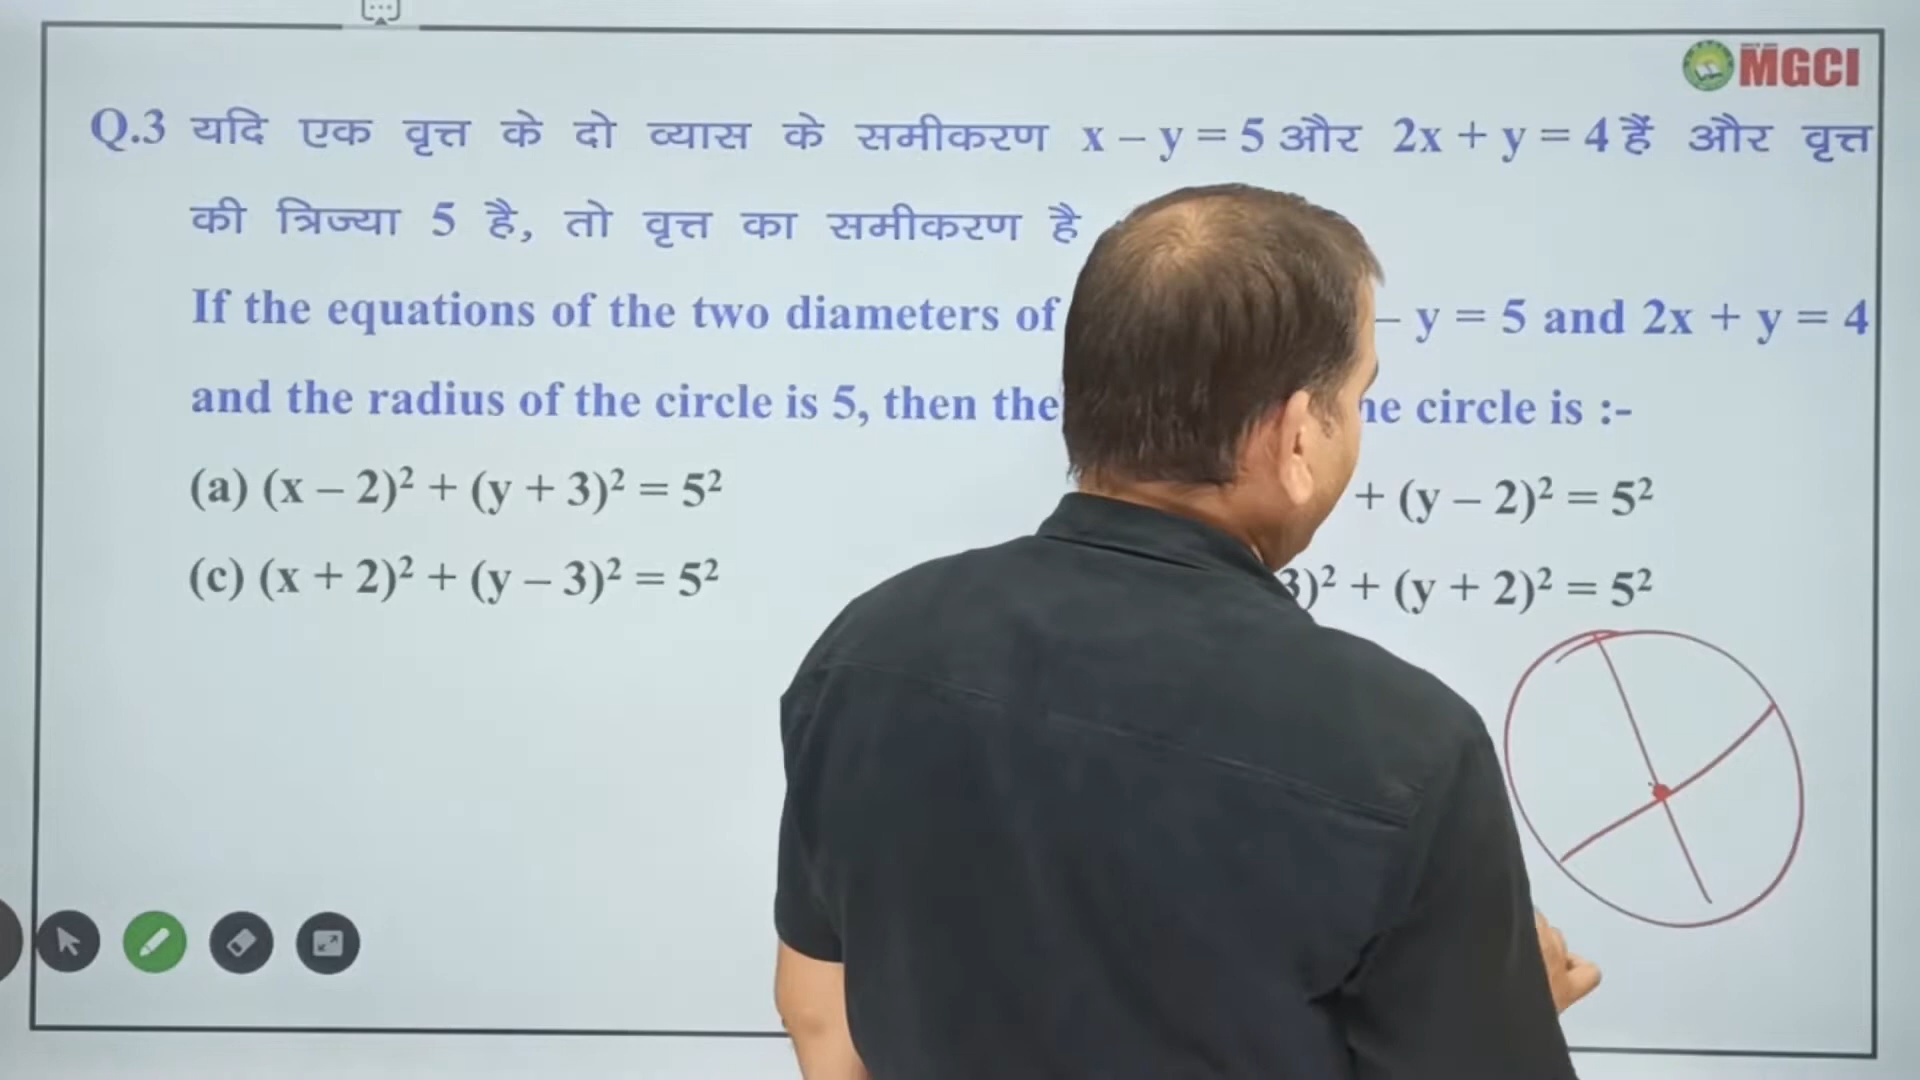 MGCI
Q.3 यदि एक वृत्त के दो व्यास के समीकरण x – y = 5 और 2x + y = 4 हैं और वृत्त
की त्रिज्या 5 है, तो वृत्त का समीकरण है
If the equations of the two diameters of – y = 5 and 2x + y = 4
and the radius of the circle is 5, then the circle is :-
(a) (x – 2)² + (y + 3)² = 5² + (y – 2)² = 5²
(c) (x + 2)² + (y – 3)² = 5² 3)² + (y + 2)² = 5²